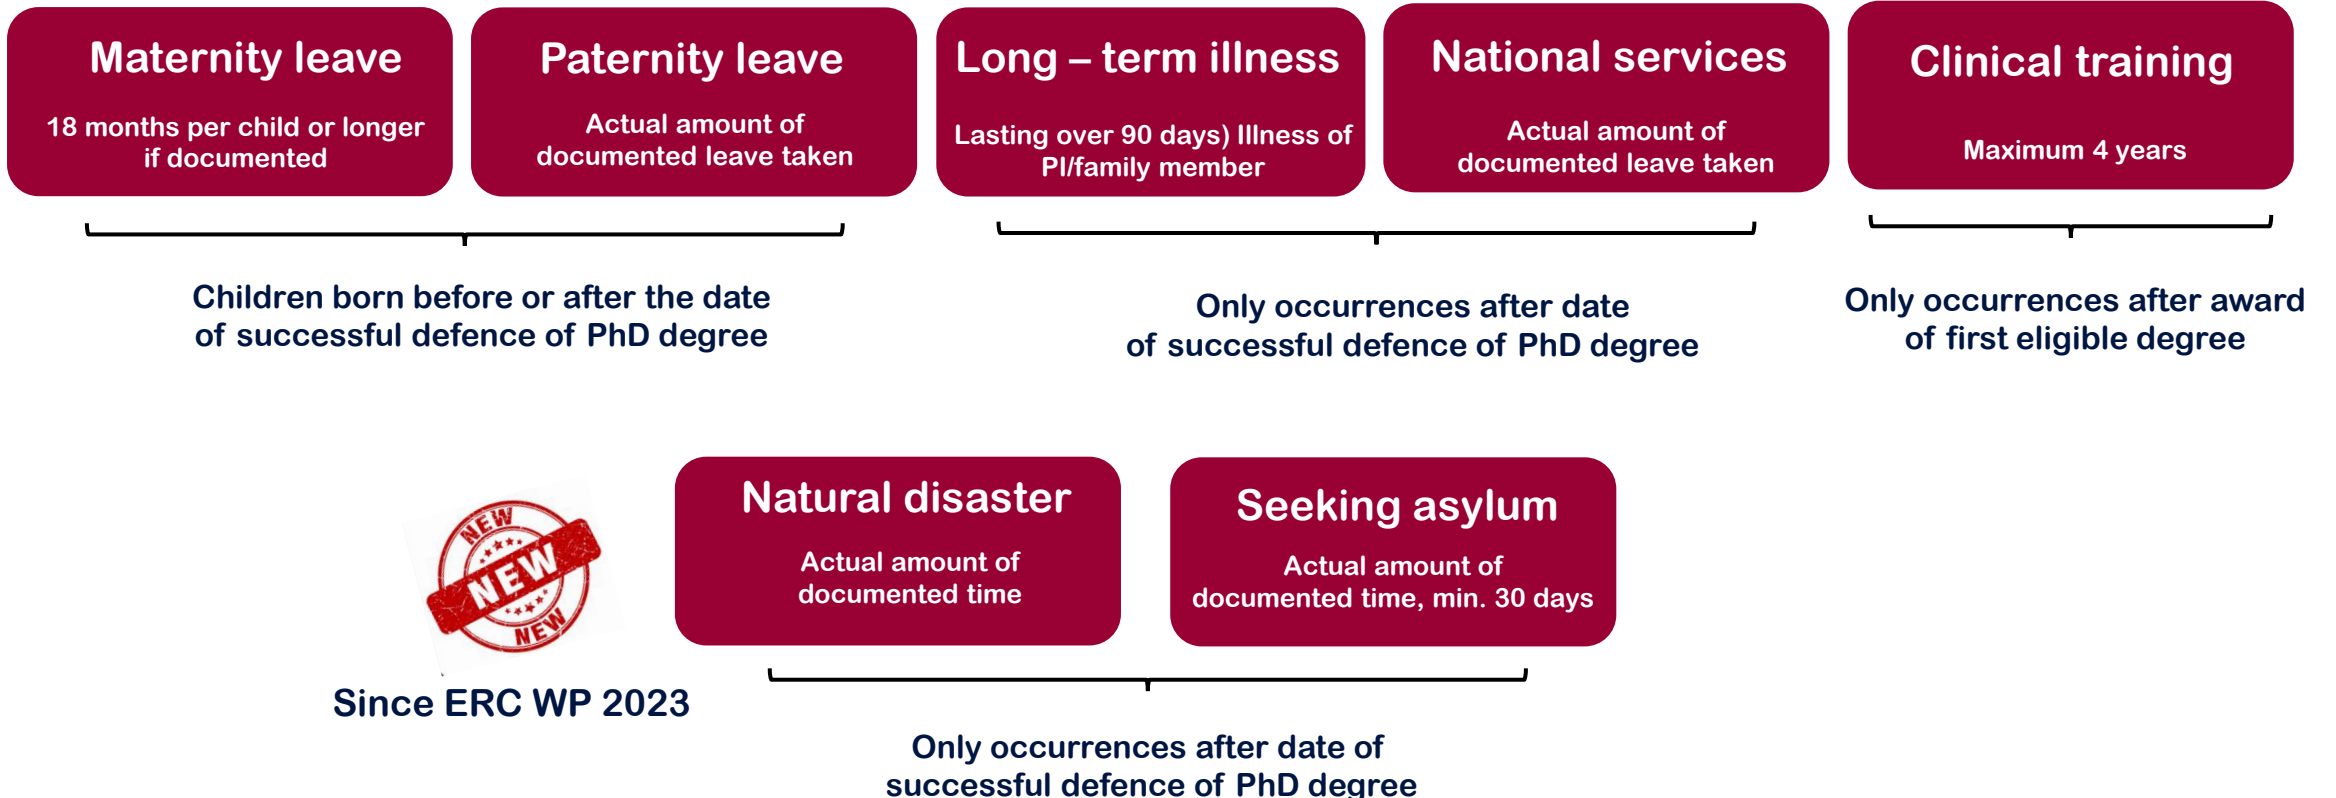 Maternity leave
18 months per child or longer
if documented
Paternity leave
Actual amount of
documented leave taken
Long – term illness
Lasting over 90 days) Illness of
PI/family member
National services
Actual amount of
documented leave taken
Clinical training
Maximum 4 years
Children born before or after the date
of successful defence of PhD degree
Only occurrences after date
of successful defence of PhD degree
Only occurrences after award
of first eligible degree
NEW
NEW
NEW
Since ERC WP 2023
Natural disaster
Actual amount of
documented time
Seeking asylum
Actual amount of
documented time, min. 30 days
Only occurrences after date of
successful defence of PhD degree